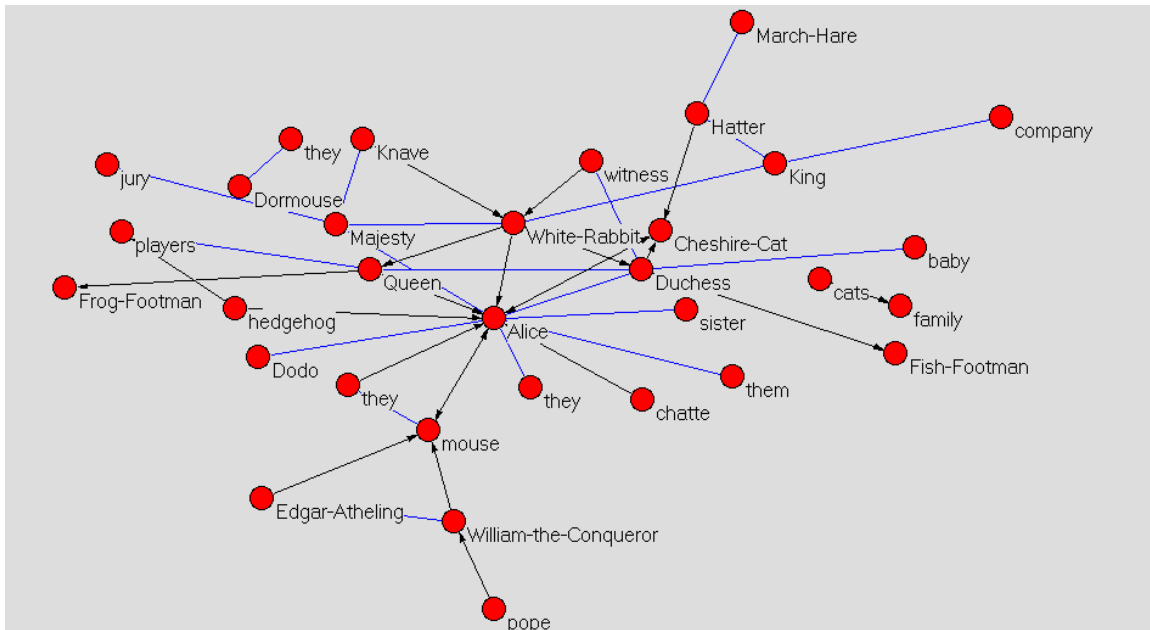 March-Hare
Hatter
company
they
Knave
King
jury
witness
Dormouse
Majesty
White-Rabbit
Cheshire-Cat
players
baby
Queen
Duchess
cats
Frog-Footman
hedgehog
family
Alice
sister
Dodo
Fish-Footman
they
they
them
chatte
mouse
Edgar-Atheling
William-the-Conqueror
pope